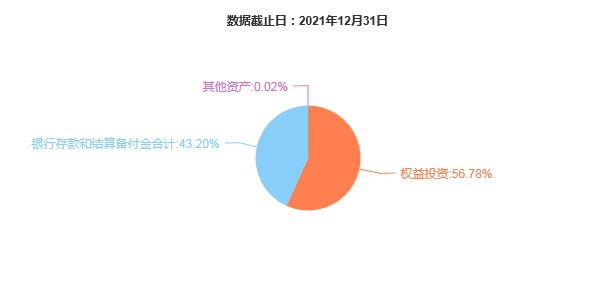 数据截止日：2021年12月31日
其他资产:0.02%
银行存款和结算备付金合计:43.20%
权益投资:56.78%